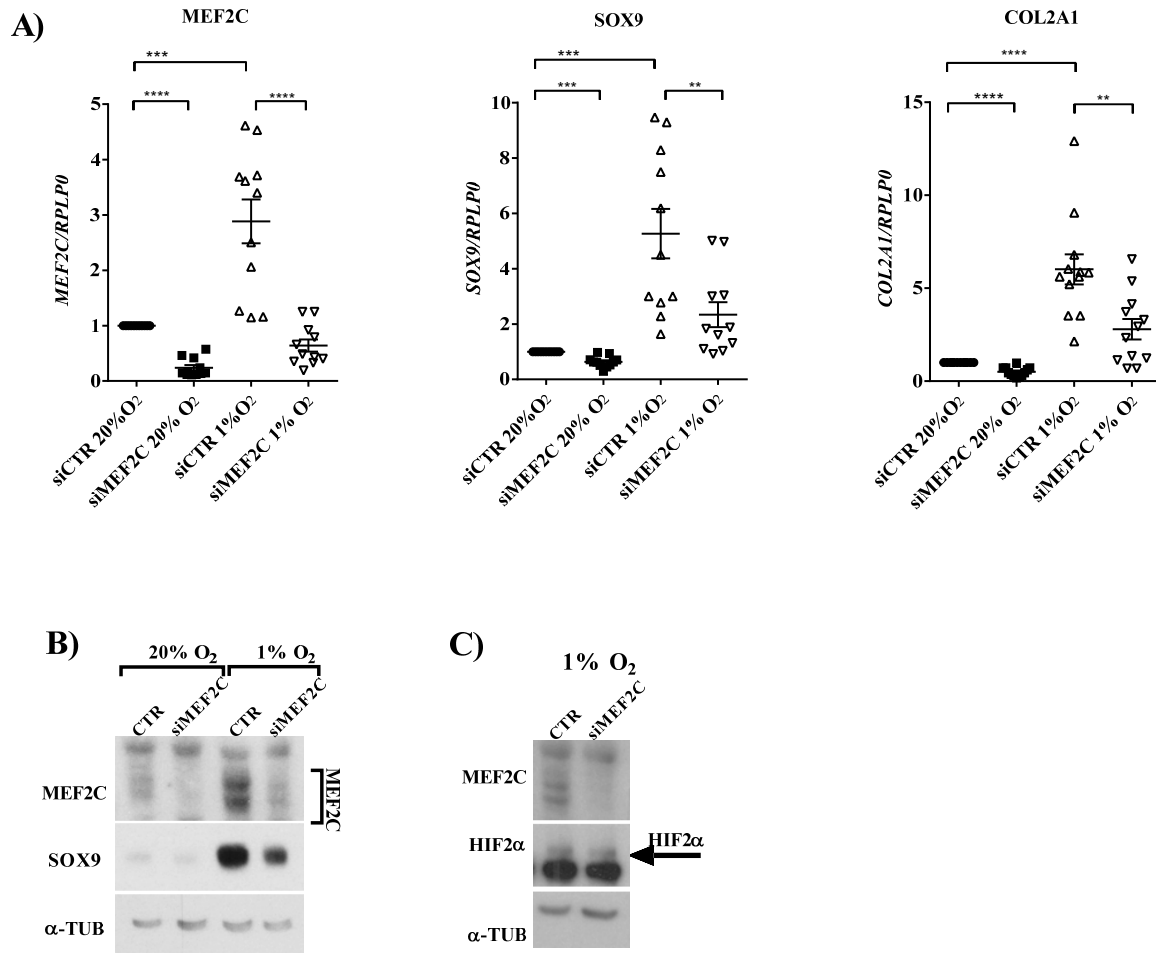 A)
MEF2C
SOX9
COL2A1
***
****
****
***
***
**
****
****
**
MEF2C/RPLP0
5
4
3
2
1
0
siCTR 20%O₂
siMEF2C 20% O₂
siCTR 1%O₂
siMEF2C 1% O₂
SOX9/RPLP0
10
8
6
4
2
0
siCTR 20%O₂
siMEF2C 20% O₂
siCTR 1%O₂
siMEF2C 1% O₂
COL2A1/RPLP0
15
10
5
0
siCTR 20%O₂
siMEF2C 20% O₂
siCTR 1%O₂
siMEF2C 1% O₂
B)
20% O₂
1% O₂
CTR
siMEF2C
CTR
siMEF2C
MEF2C
MEF2C
SOX9
α-TUB
C)
1% O₂
CTR
siMEF2C
MEF2C
HIF2α
HIF2α
α-TUB